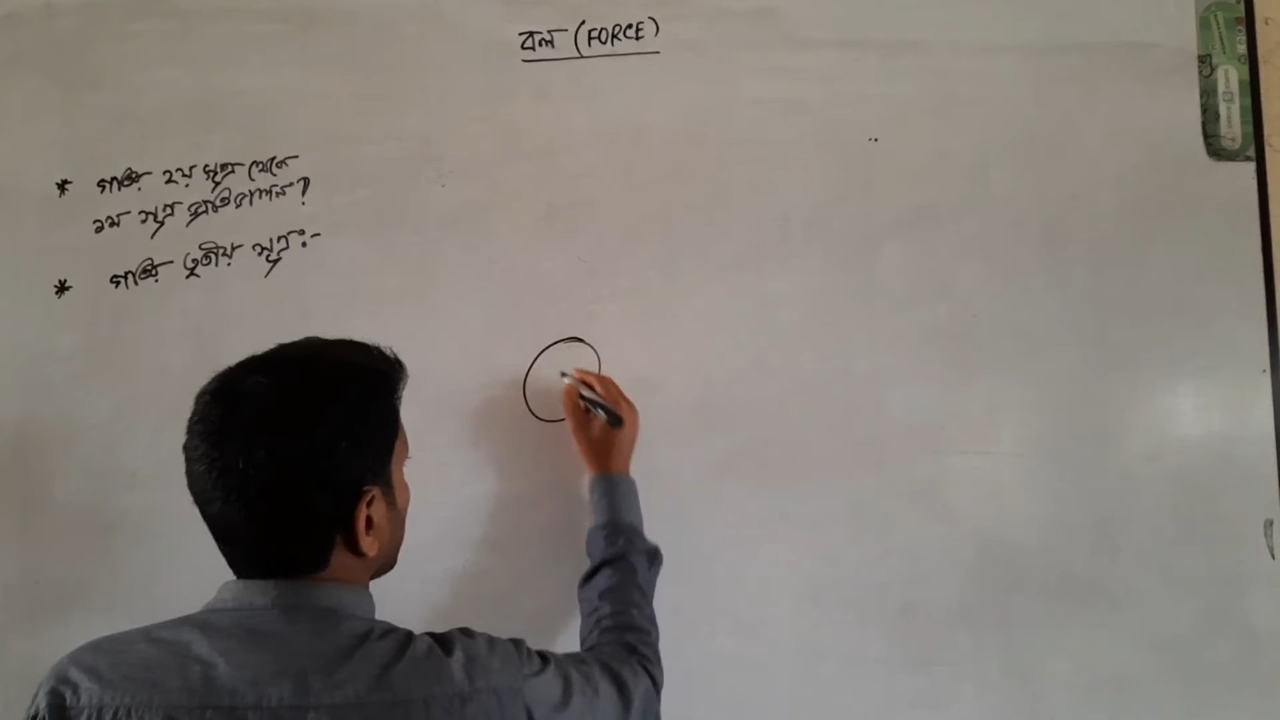 বল (FORCE)
* গতির ২য় সূত্র থেকে
১ম সূত্র প্রতিপাদন?
* গতির তৃতীয় সূত্রঃ-